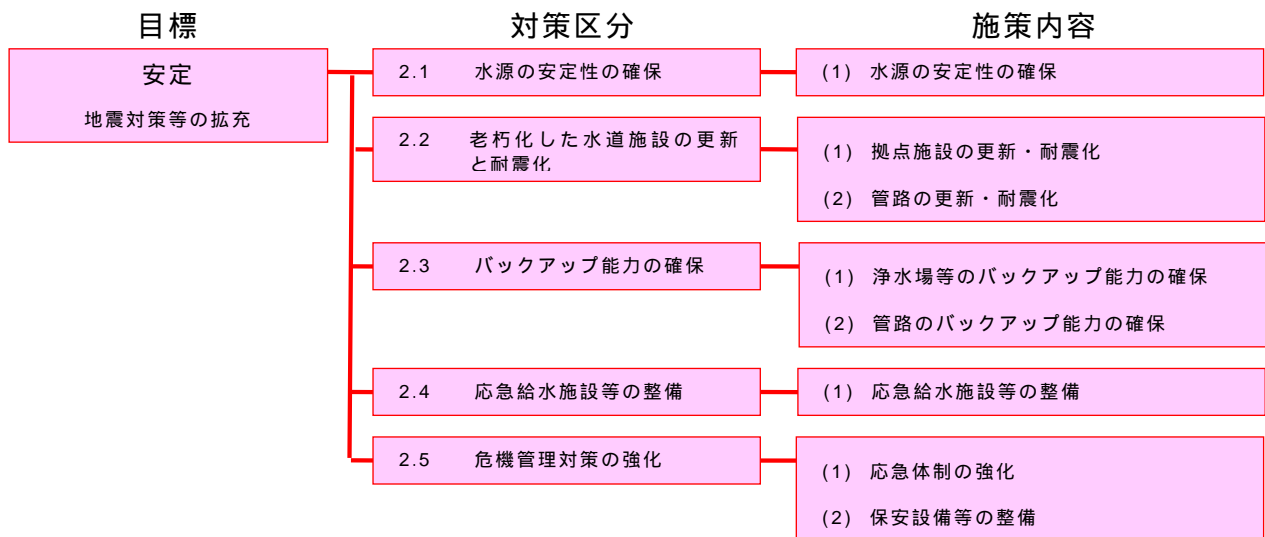 目標
対策区分
施策内容
安定
地震対策等の拡充
2.1 水源の安定性の確保
(1) 水源の安定性の確保
2.2 老朽化した水道施設の更新
と耐震化
(1) 拠点施設の更新・耐震化
(2) 管路の更新・耐震化
2.3 バックアップ能力の確保
(1) 浄水場等のバックアップ能力の確保
(2) 管路のバックアップ能力の確保
2.4 応急給水施設等の整備
(1) 応急給水施設等の整備
2.5 危機管理対策の強化
(1) 応急体制の強化
(2) 保安設備等の整備